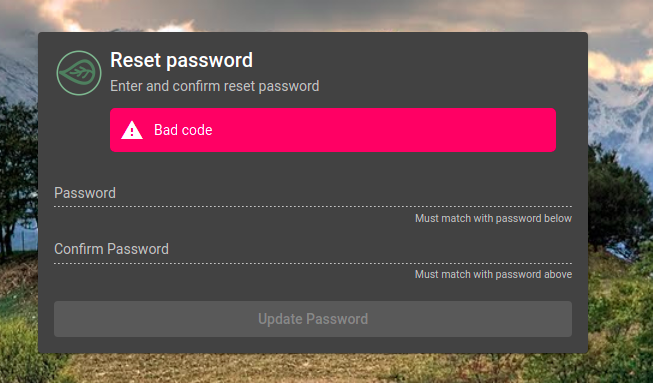 Reset password
Enter and confirm reset password
Bad code
Password
Must match with password below
Confirm Password
Must match with password above
Update Password